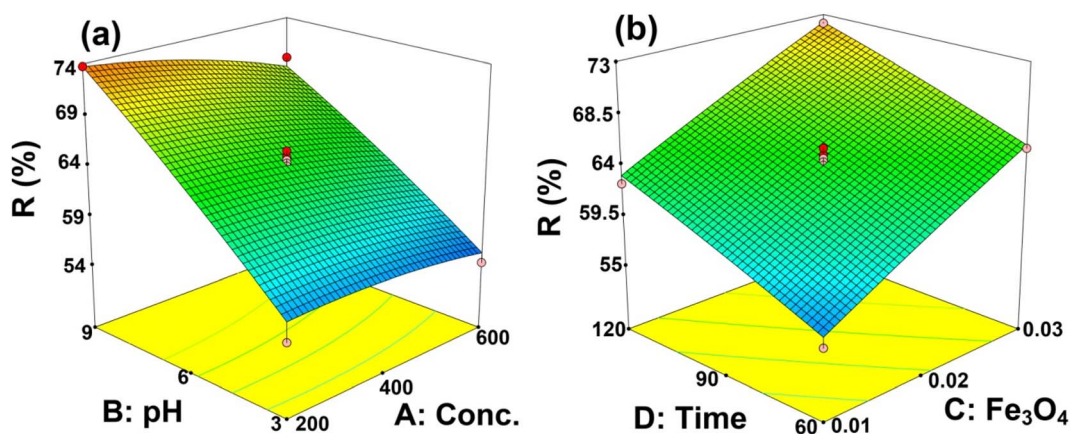 (a)
74
69
64
59
54
R (%)
9
6
3
200
400
600
B: pH
A: Conc.
(b)
73
68.5
64
59.5
55
R (%)
120
90
60
0.01
0.02
0.03
D: Time
C: Fe₃O₄